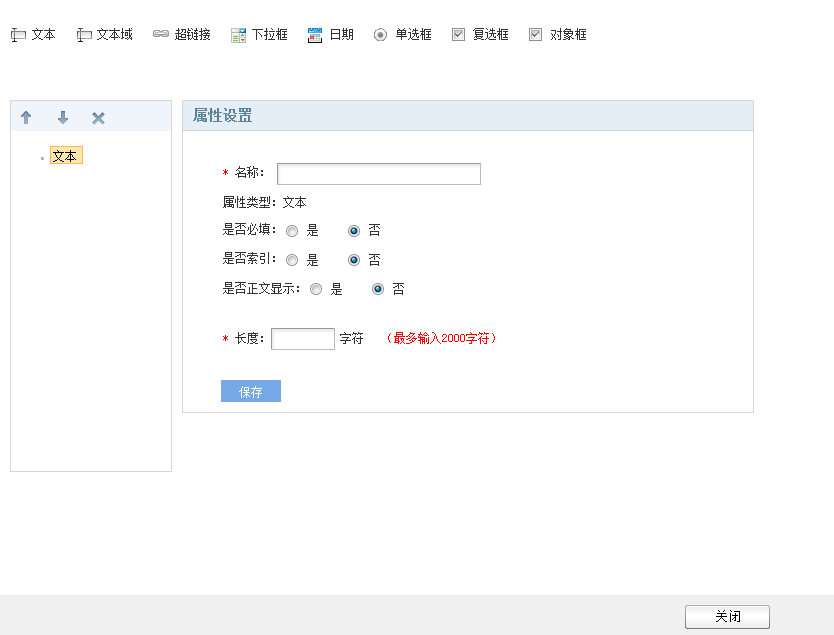 文本 文本域 超链接 下拉框 日期 单选框 复选框 对象框
属性设置
文本
* 名称：
属性类型：文本
是否必填： 是 否
是否索引： 是 否
是否正文显示： 是 否
* 长度： 字符 （最多输入2000字符）
保存
关闭